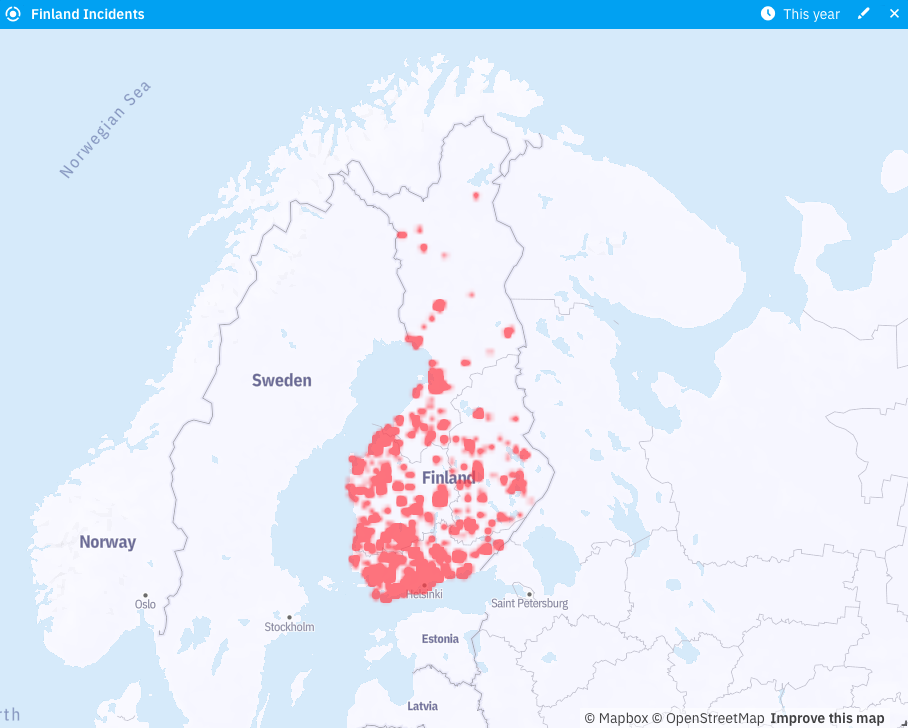 Finland Incidents
This year
Norwegian Sea
Sweden
Finland
Norway
Oslo
Helsinki
Saint Petersburg
Stockholm
Estonia
Latvia
rth
© Mapbox © OpenStreetMap Improve this map